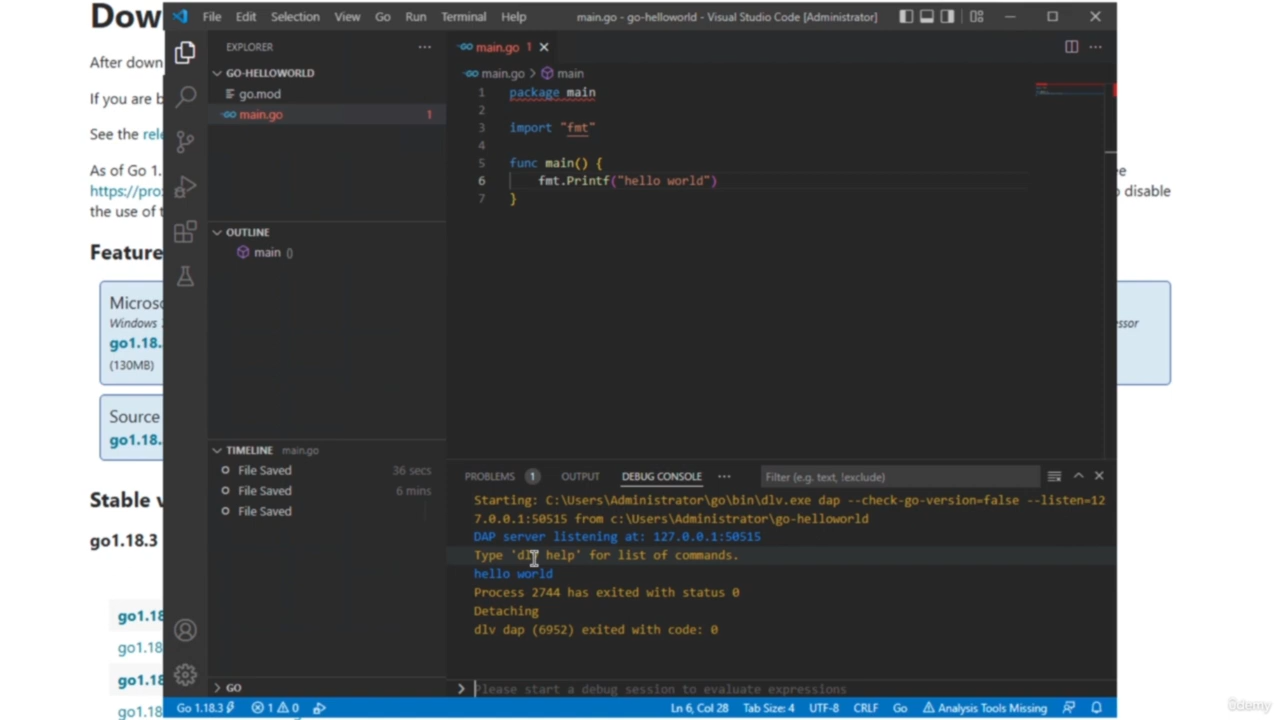 Dow
After down
If you are b
See the rele
As of Go 1.
https://prox
the use of t
ve
o disable
Feature
Microso
Windows
go1.18.
(130MB)
ssor
Source
go1.18.
Stable v
go1.18.3
go1.18
go1.18
go1.18
go1.18
File Edit Selection View Go Run Terminal Help
main.go - go-helloworld - Visual Studio Code [Administrator]
EXPLORER
GO-HELLOWORLD
go.mod
main.go 1
OUTLINE
main ()
TIMELINE main.go
File Saved 36 secs
File Saved 6 mins
File Saved
GO
main.go 1
main.go > main
1 package main
2
3 import "fmt"
4
5 func main() {
6 fmt.Printf("hello world")
7 }
PROBLEMS 1 OUTPUT DEBUG CONSOLE Filter (e.g. text, !exclude)
Starting: C:\Users\Administrator\go\bin\dlv.exe dap --check-go-version=false --listen=12
7.0.0.1:50515 from c:\Users\Administrator\go-helloworld
DAP server listening at: 127.0.0.1:50515
Type 'dlv help' for list of commands.
hello world
Process 2744 has exited with status 0
Detaching
dlv dap (6952) exited with code: 0
Please start a debug session to evaluate expressions
Go 1.18.3 1 0 Ln 6, Col 28 Tab Size: 4 UTF-8 CRLF Go Analysis Tools Missing
ûdemy